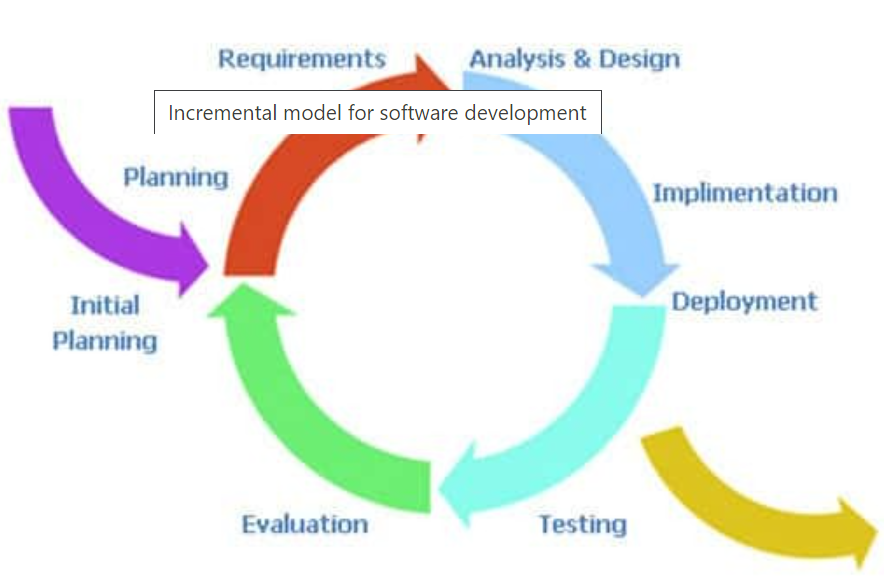 Requirements
Analysis & Design
Incremental model for software development
Planning
Implimentation
Initial
Planning
Deployment
Evaluation
Testing